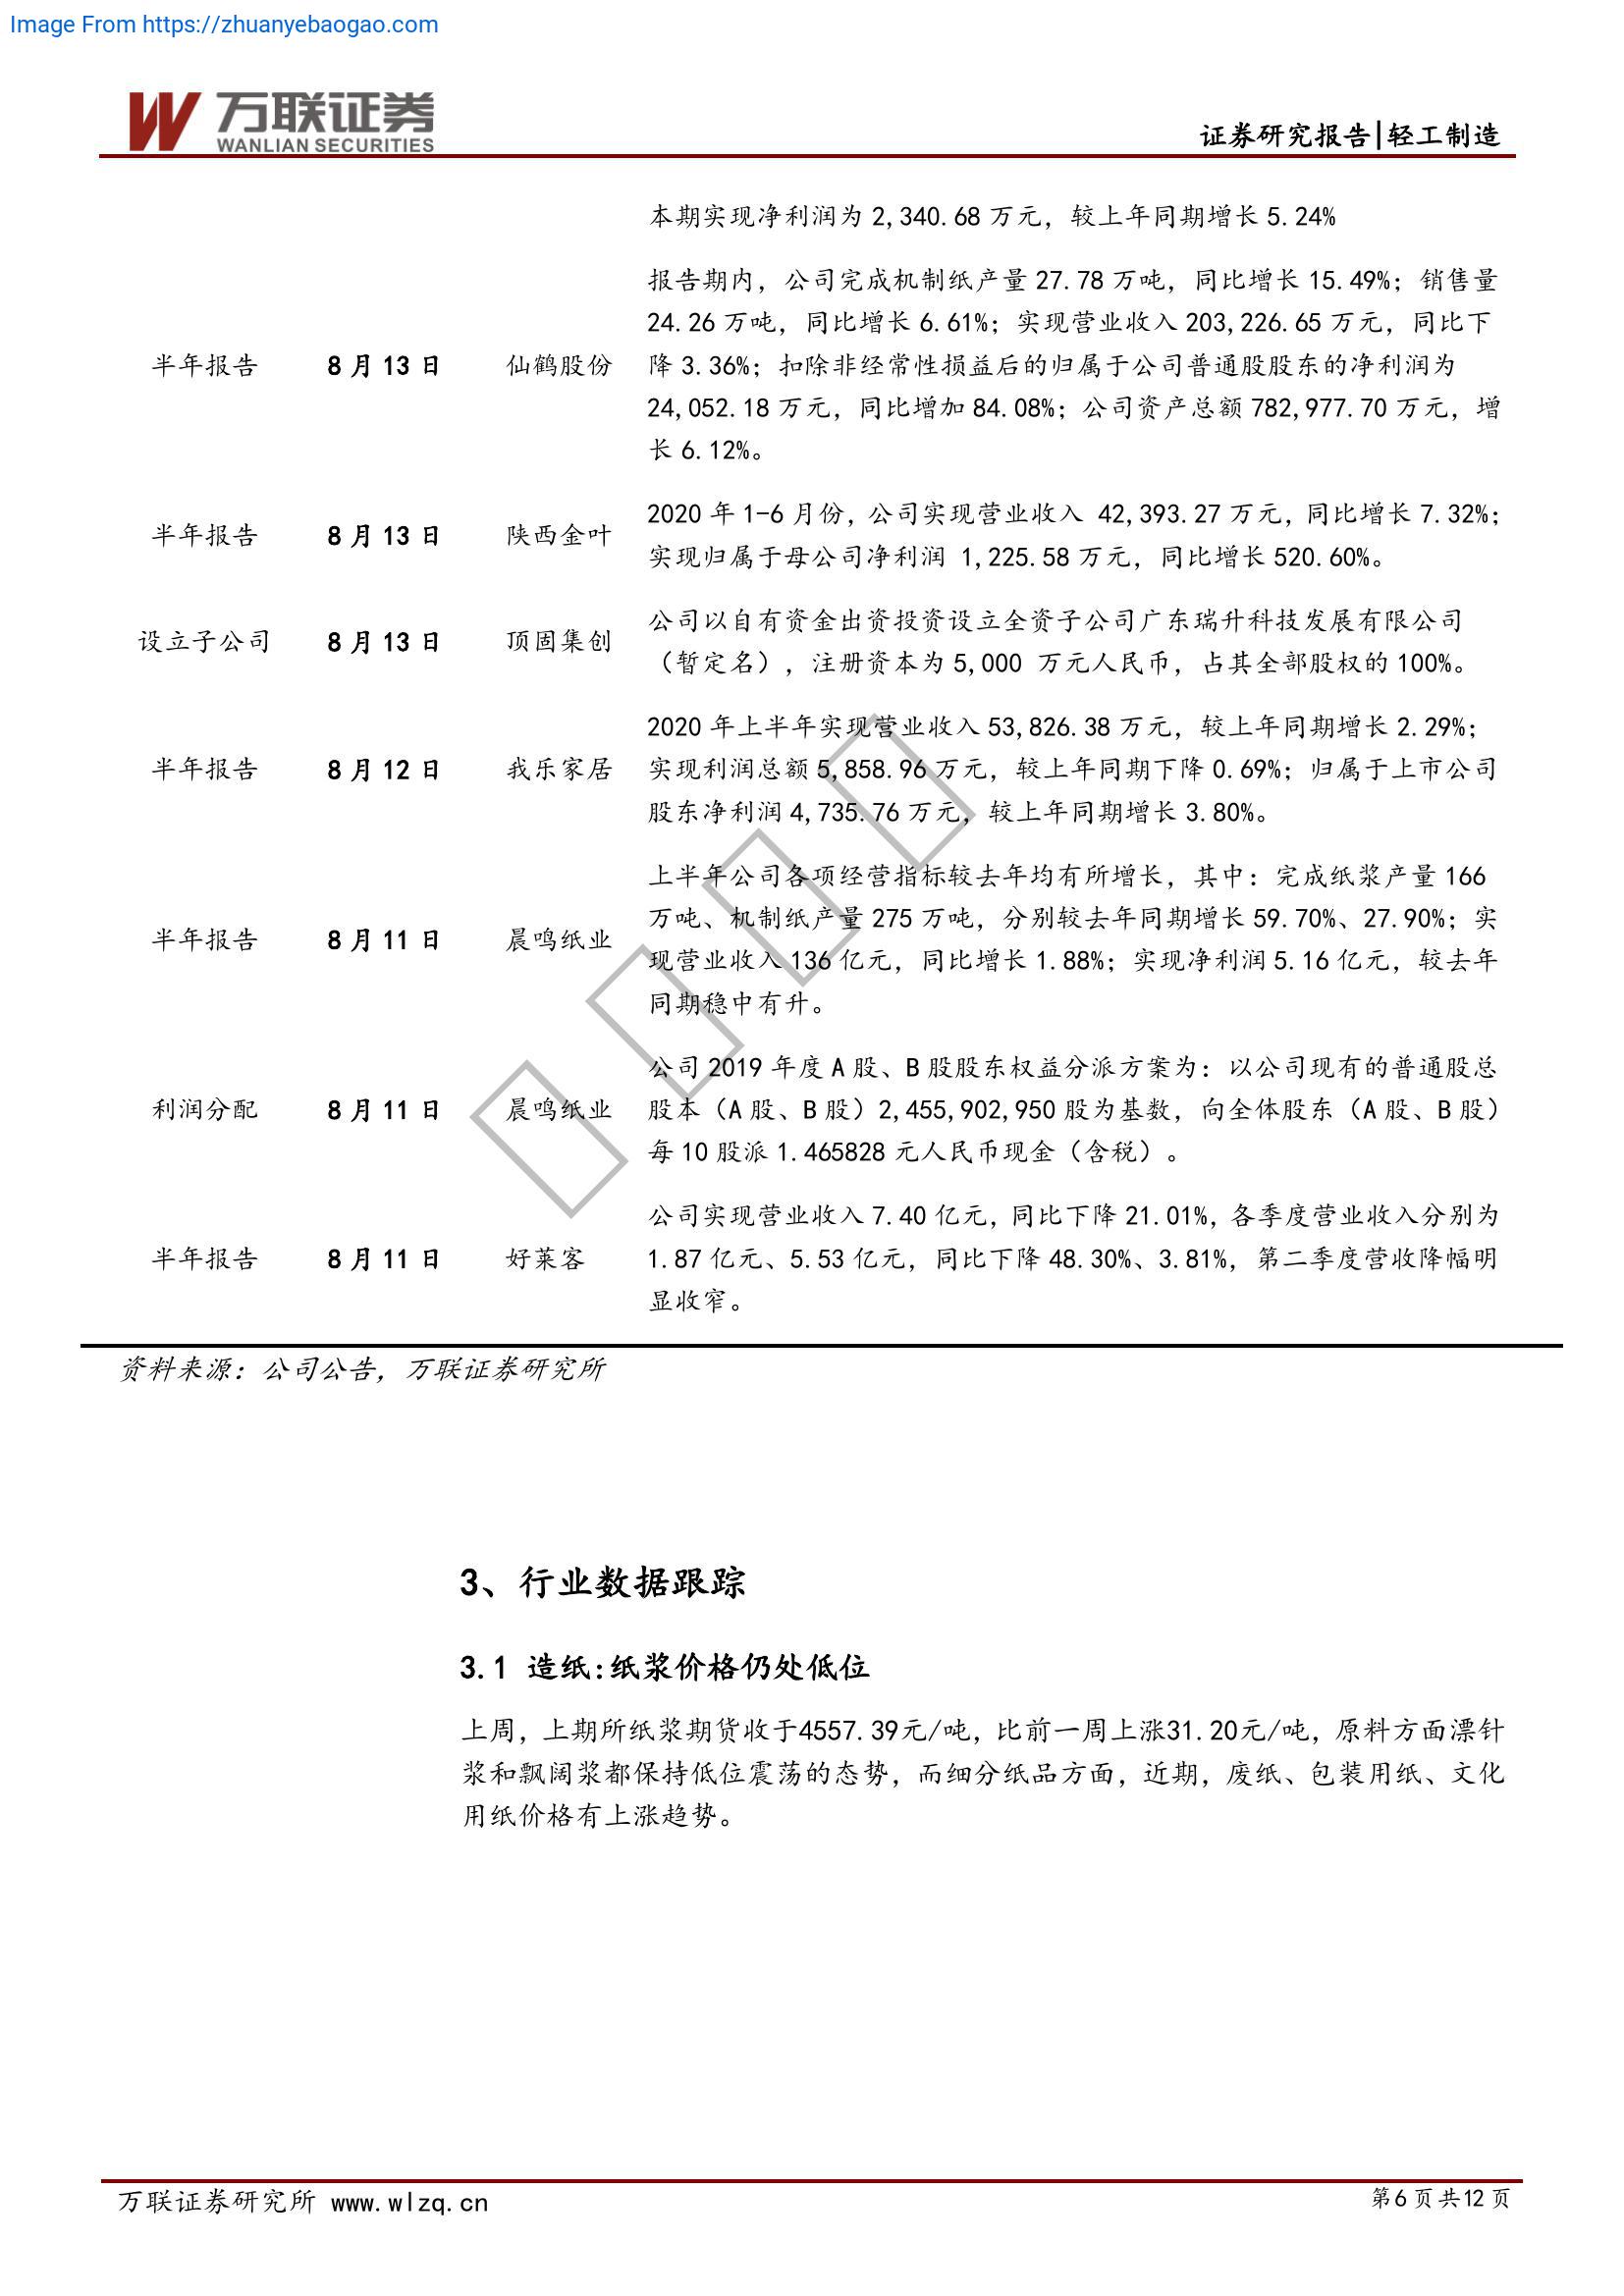 Image From https://zhuanyebaogao.com
万联证券
WANLIAN SECURITIES
证券研究报告|轻工制造
本期实现净利润为 2,340.68 万元，较上年同期增长 5.24%
报告期内，公司完成机制纸产量 27.78 万吨，同比增长 15.49%；销售量
24.26 万吨，同比增长 6.61%；实现营业收入 203,226.65 万元，同比下
半年报告 8 月 13 日 仙鹤股份 降 3.36%；扣除非经常性损益后的归属于公司普通股股东的净利润为
24,052.18 万元，同比增加 84.08%；公司资产总额 782,977.70 万元，增
长 6.12%。
2020 年 1-6 月份，公司实现营业收入 42,393.27 万元，同比增长 7.32%；
半年报告 8 月 13 日 陕西金叶
实现归属于母公司净利润 1,225.58 万元，同比增长 520.60%。
公司以自有资金出资投资设立全资子公司广东瑞升科技发展有限公司
设立子公司 8 月 13 日 顶固集创
（暂定名），注册资本为 5,000 万元人民币，占其全部股权的 100%。
2020 年上半年实现营业收入 53,826.38 万元，较上年同期增长 2.29%；
半年报告 8 月 12 日 我乐家居 实现利润总额 5,858.96 万元，较上年同期下降 0.69%；归属于上市公司
股东净利润 4,735.76 万元，较上年同期增长 3.80%。
上半年公司各项经营指标较去年均有所增长，其中：完成纸浆产量 166
万吨、机制纸产量 275 万吨，分别较去年同期增长 59.70%、27.90%；实
半年报告 8 月 11 日 晨鸣纸业
现营业收入 136 亿元，同比增长 1.88%；实现净利润 5.16 亿元，较去年
同期稳中有升。
公司 2019 年度 A 股、B 股股东权益分派方案为：以公司现有的普通股总
利润分配 8 月 11 日 晨鸣纸业 股本（A 股、B 股）2,455,902,950 股为基数，向全体股东（A 股、B 股）
每 10 股派 1.465828 元人民币现金（含税）。
公司实现营业收入 7.40 亿元，同比下降 21.01%，各季度营业收入分别为
半年报告 8 月 11 日 好莱客 1.87 亿元、5.53 亿元，同比下降 48.30%、3.81%，第二季度营收降幅明
显收窄。
资料来源：公司公告，万联证券研究所
3、行业数据跟踪
3.1 造纸:纸浆价格仍处低位
上周，上期所纸浆期货收于4557.39元/吨，比前一周上涨31.20元/吨，原料方面漂针
浆和飘阔浆都保持低位震荡的态势，而细分纸品方面，近期，废纸、包装用纸、文化
用纸价格有上涨趋势。
万联证券研究所 www.wlzq.cn
第 6 页 共 12 页